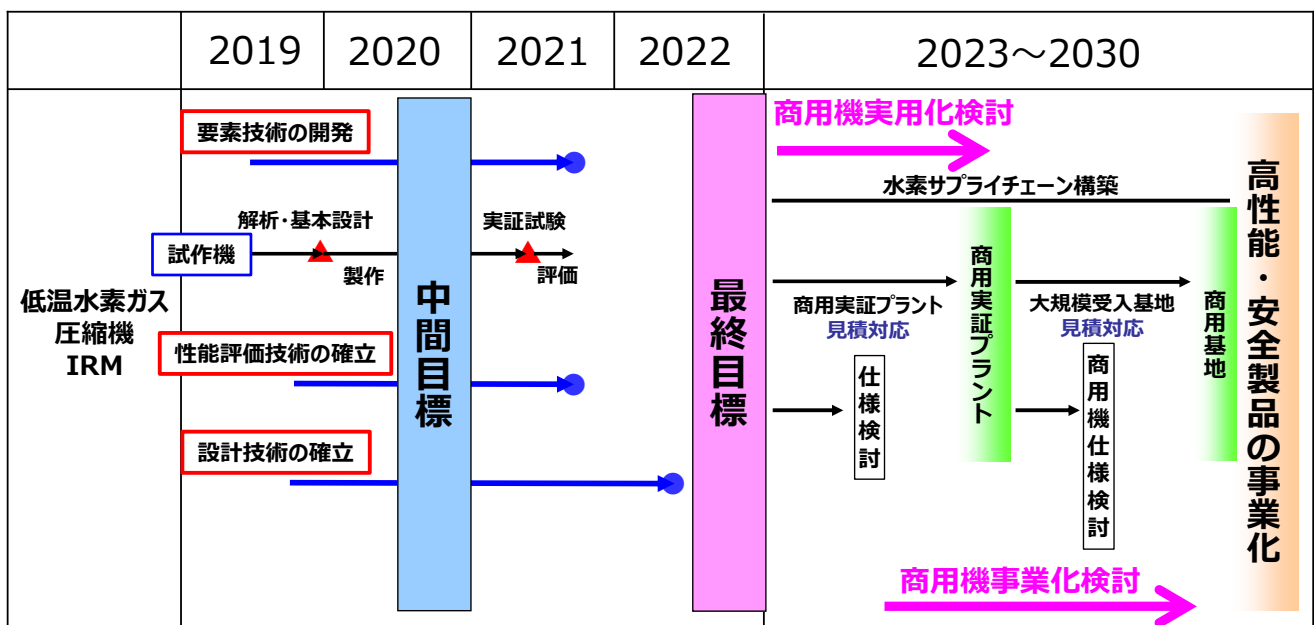 2019
2020
2021
2022
2023～2030
低温水素ガス
圧縮機
IRM
要素技術の開発
解析・基本設計
試作機
製作
実証試験
評価
性能評価技術の確立
設計技術の確立
中間目標
最終目標
商用機実用化検討
水素サプライチェーン構築
商用実証プラント
見積対応
仕様検討
商用実証プラント
大規模受入基地
見積対応
商用機仕様検討
商用基地
商用機事業化検討
高性能・安全製品の事業化